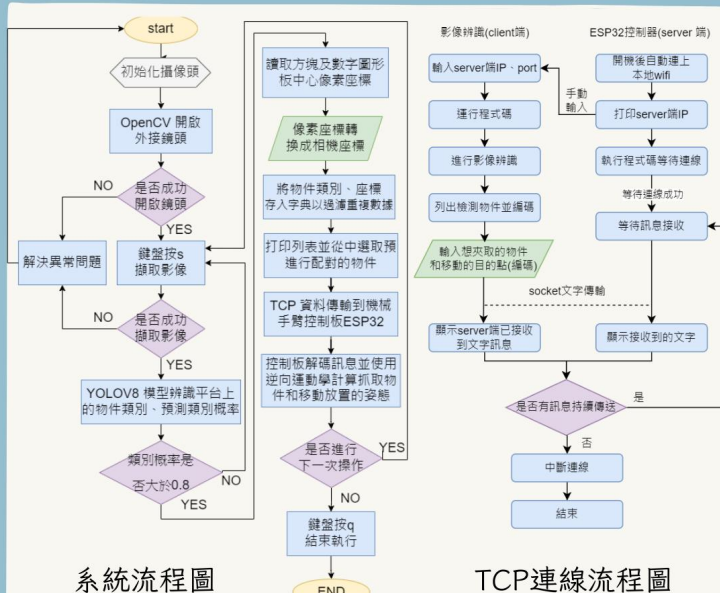 start
初始化攝像頭
OpenCV 開啟
外接鏡頭
是否成功
開啟鏡頭
NO
YES
解決異常問題
鍵盤按s
擷取影像
是否成功
擷取影像
NO
YES
YOLOV8 模型辨識平台上
的物件類別、預測類別概率
類別概率是
否大於0.8
NO
YES
系統流程圖
讀取方塊及數字圖形
板中心像素座標
像素座標轉
換成相機座標
將物件類別、座標
存入字典以過濾重複數據
打印列表並從中選取預
進行配對的物件
TCP 資料傳輸到機械
手臂控制板ESP32
控制板解碼訊息並使用
逆向運動學計算抓取物
件和移動放置的姿態
是否進行
下一次操作
YES
NO
鍵盤按q
結束執行
END
影像辨識(client端)
輸入server端IP、port
運行程式碼
進行影像辨識
列出檢測物件並編碼
輸入想夾取的物件
和移動的目的點(編碼)
顯示server端已接收
到文字訊息
手動
輸入
ESP32控制器(server 端)
開機後自動連上
本地wifi
打印server端IP
執行程式碼等待連線
等待連線成功
等待訊息接收
socket文字傳輸
顯示接收到的文字
是否有訊息持續傳送
是
否
中斷連線
結束
TCP連線流程圖